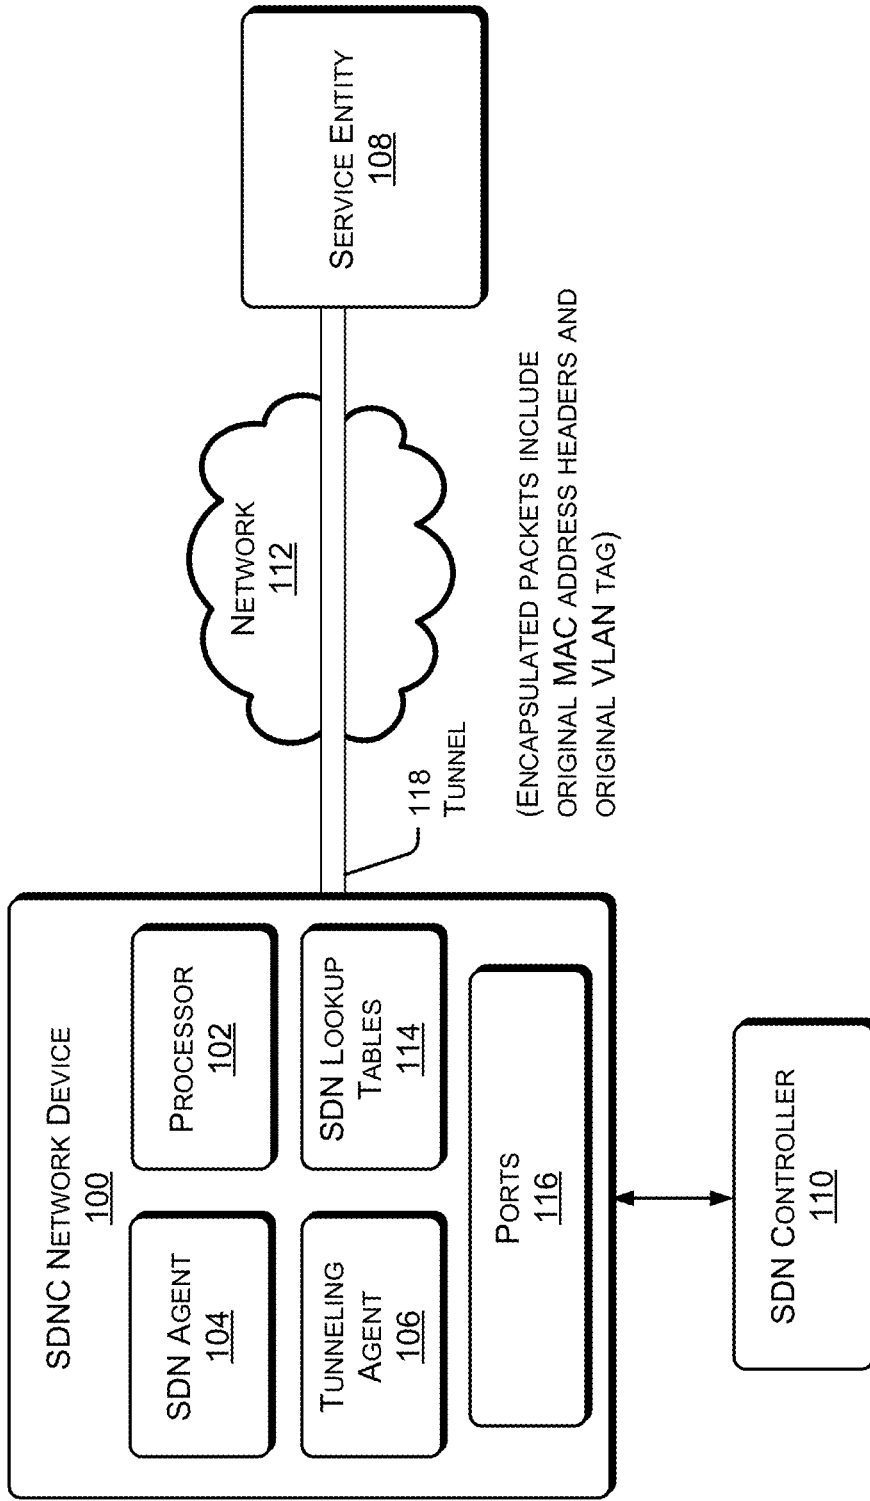 SDNC NETWORK DEVICE
100
SDN AGENT
104
PROCESSOR
102
TUNNELING
AGENT
106
SDN LOOKUP
TABLES
114
PORTS
116
SDN CONTROLLER
110
118
TUNNEL
NETWORK
112
SERVICE ENTITY
108
(ENCAPSULATED PACKETS INCLUDE
ORIGINAL MAC ADDRESS HEADERS AND
ORIGINAL VLAN TAG)